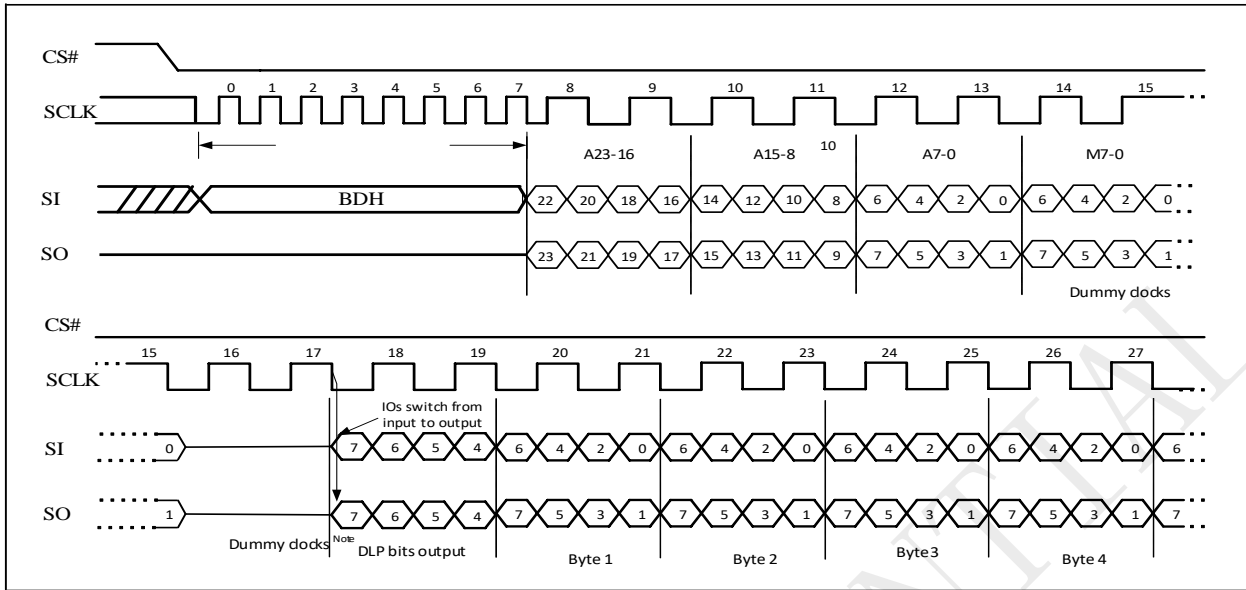 CS#
0 1 2 3 4 5 6 7 8 9 10 11 12 13 14 15
SCLK
A23-16 A15-8 10 A7-0 M7-0
SI BDH 22 20 18 16 14 12 10 8 6 4 2 0 6 4 2 0
SO 23 21 19 17 15 13 11 9 7 5 3 1 7 5 3 1
Dummy clocks
CS#
15 16 17 18 19 20 21 22 23 24 25 26 27
SCLK
IOs switch from
input to output
SI 0 7 6 5 4 6 4 2 0 6 4 2 0 6 4 2 0 6 4 2 0 6
SO 1 7 6 5 4 7 5 3 1 7 5 3 1 7 5 3 1 7 5 3 1 7
Dummy clocks Note DLP bits output Byte 1 Byte 2 Byte3 Byte 4
NTIAL